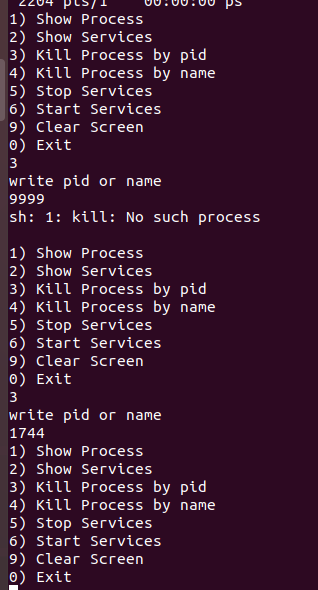 2204 pts/1 00:00:00 ps
1) Show Process
2) Show Services
3) Kill Process by pid
4) Kill Process by name
5) Stop Services
6) Start Services
9) Clear Screen
0) Exit
3
write pid or name
9999
sh: 1: kill: No such process

1) Show Process
2) Show Services
3) Kill Process by pid
4) Kill Process by name
5) Stop Services
6) Start Services
9) Clear Screen
0) Exit
3
write pid or name
1744
1) Show Process
2) Show Services
3) Kill Process by pid
4) Kill Process by name
5) Stop Services
6) Start Services
9) Clear Screen
0) Exit